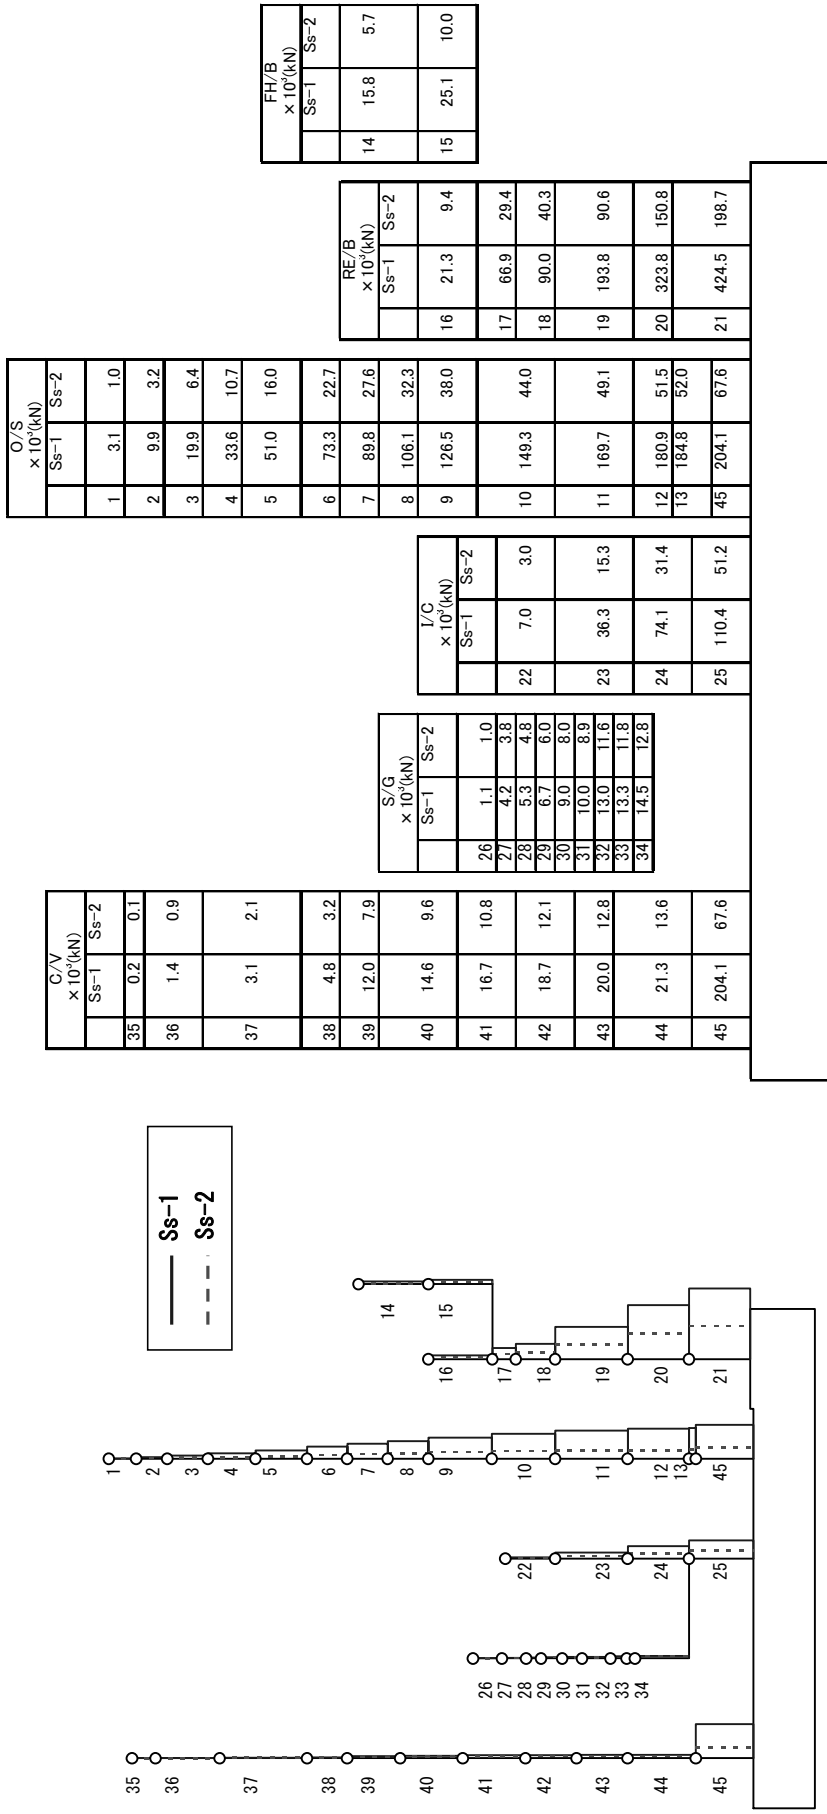 C/V
×10³(kN)
Ss-1 Ss-2
35 0.2 0.1
36 1.4 0.9
37 3.1 2.1
38 4.8 3.2
39 12.0 7.9
40 14.6 9.6
41 16.7 10.8
42 18.7 12.1
43 20.0 12.8
44 21.3 13.6
45 204.1 67.6
S/G
×10³(kN)
Ss-1 Ss-2
26 1.1 1.0
27 4.2 3.8
28 5.3 4.8
29 6.7 6.0
30 9.0 8.0
31 10.0 8.9
32 13.0 11.6
33 13.3 11.8
34 14.5 12.8
I/C
×10³(kN)
Ss-1 Ss-2
22 7.0 3.0
23 36.3 15.3
24 74.1 31.4
25 110.4 51.2
O/S
×10³(kN)
Ss-1 Ss-2
1 3.1 1.0
2 9.9 3.2
3 19.9 6.4
4 33.6 10.7
5 51.0 16.0
6 73.3 22.7
7 89.8 27.6
8 106.1 32.3
9 126.5 38.0
10 149.3 44.0
11 169.7 49.1
12 180.9 51.5
13 184.8 52.0
45 204.1 67.6
RE/B
×10³(kN)
Ss-1 Ss-2
16 21.3 9.4
17 66.9 29.4
18 90.0 40.3
19 193.8 90.6
20 323.8 150.8
21 424.5 198.7
FH/B
×10³(kN)
Ss-1 Ss-2
14 15.8 5.7
15 25.1 10.0
Ss-1
Ss-2
35
36
37
38
39
40
41
42
43
44
45
26
27
28
29
30
31
32
33
34
22
23
24
25
1
2
3
4
5
6
7
8
9
10
11
12
13
45
16
17
18
19
20
21
14
15